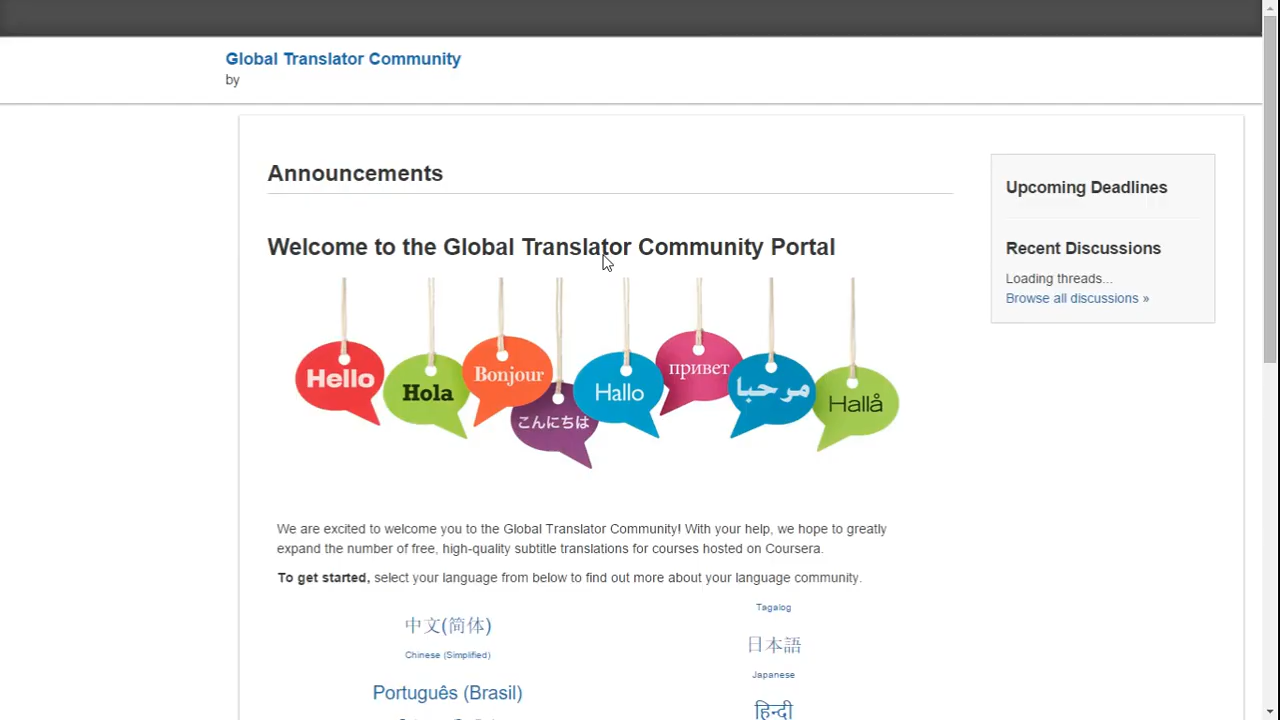 Global Translator Community
by
Announcements
Welcome to the Global Translator Community Portal
Hello
Hola
Bonjour
こんにちは
Hallo
привет
مرحبا
Hallå
We are excited to welcome you to the Global Translator Community! With your help, we hope to greatly
expand the number of free, high-quality subtitle translations for courses hosted on Coursera.
To get started, select your language from below to find out more about your language community.
中文(简体)
Chinese (Simplified)
Português (Brasil)
Tagalog
日本語
Japanese
हिन्दी
Upcoming Deadlines
Recent Discussions
Loading threads...
Browse all discussions »